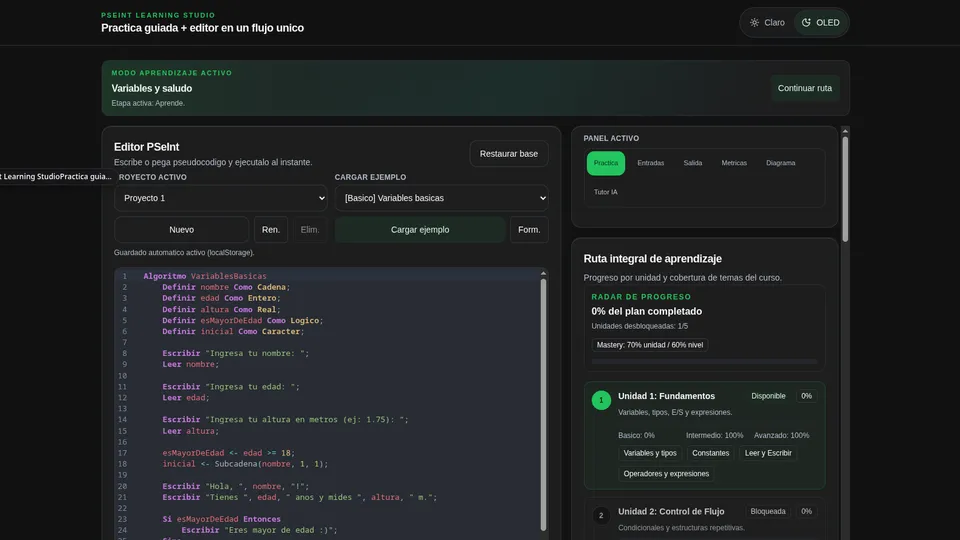 PSEINT LEARNING STUDIO
Practica guiada + editor en un flujo unico
Claro
OLED
MODO APRENDIZAJE ACTIVO
Variables y saludo
Etapa activa: Aprende.
Continuar ruta
Editor PSeInt
Escribe o pega pseudocodigo y ejecutalo al instante.
Restaurar base
t Learning StudioPractica guia...
ROYECTO ACTIVO
CARGAR EJEMPLO
Proyecto 1
[Basico] Variables basicas
Nuevo
Ren.
Elim.
Cargar ejemplo
Form.
Guardado automatico activo (localStorage).
1 Algoritmo VariablesBasicas
2 Definir nombre Como Cadena;
3 Definir edad Como Entero;
4 Definir altura Como Real;
5 Definir esMayorDeEdad Como Logico;
6 Definir inicial Como Caracter;
7
8 Escribir "Ingresa tu nombre: ";
9 Leer nombre;
10
11 Escribir "Ingresa tu edad: ";
12 Leer edad;
13
14 Escribir "Ingresa tu altura en metros (ej: 1.75): ";
15 Leer altura;
16
17 esMayorDeEdad <- edad >= 18;
18 inicial <- Subcadena(nombre, 1, 1);
19
20 Escribir "Hola, ", nombre, "!";
21 Escribir "Tienes ", edad, " anos y mides ", altura, " m.";
22
23 Si esMayorDeEdad Entonces
24 Escribir "Eres mayor de edad :)";
PANEL ACTIVO
Practica
Entradas
Salida
Metricas
Diagrama
Tutor IA
Ruta integral de aprendizaje
Progreso por unidad y cobertura de temas del curso.
RADAR DE PROGRESO
0% del plan completado
Unidades desbloqueadas: 1/5
Mastery: 70% unidad / 60% nivel
1
Unidad 1: Fundamentos
Disponible
0%
Variables, tipos, E/S y expresiones.
Basico: 0%
Intermedio: 100%
Avanzado: 100%
Variables y tipos
Constantes
Leer y Escribir
Operadores y expresiones
2
Unidad 2: Control de Flujo
Bloqueada
0%
Condicionales y estructuras repetitivas.